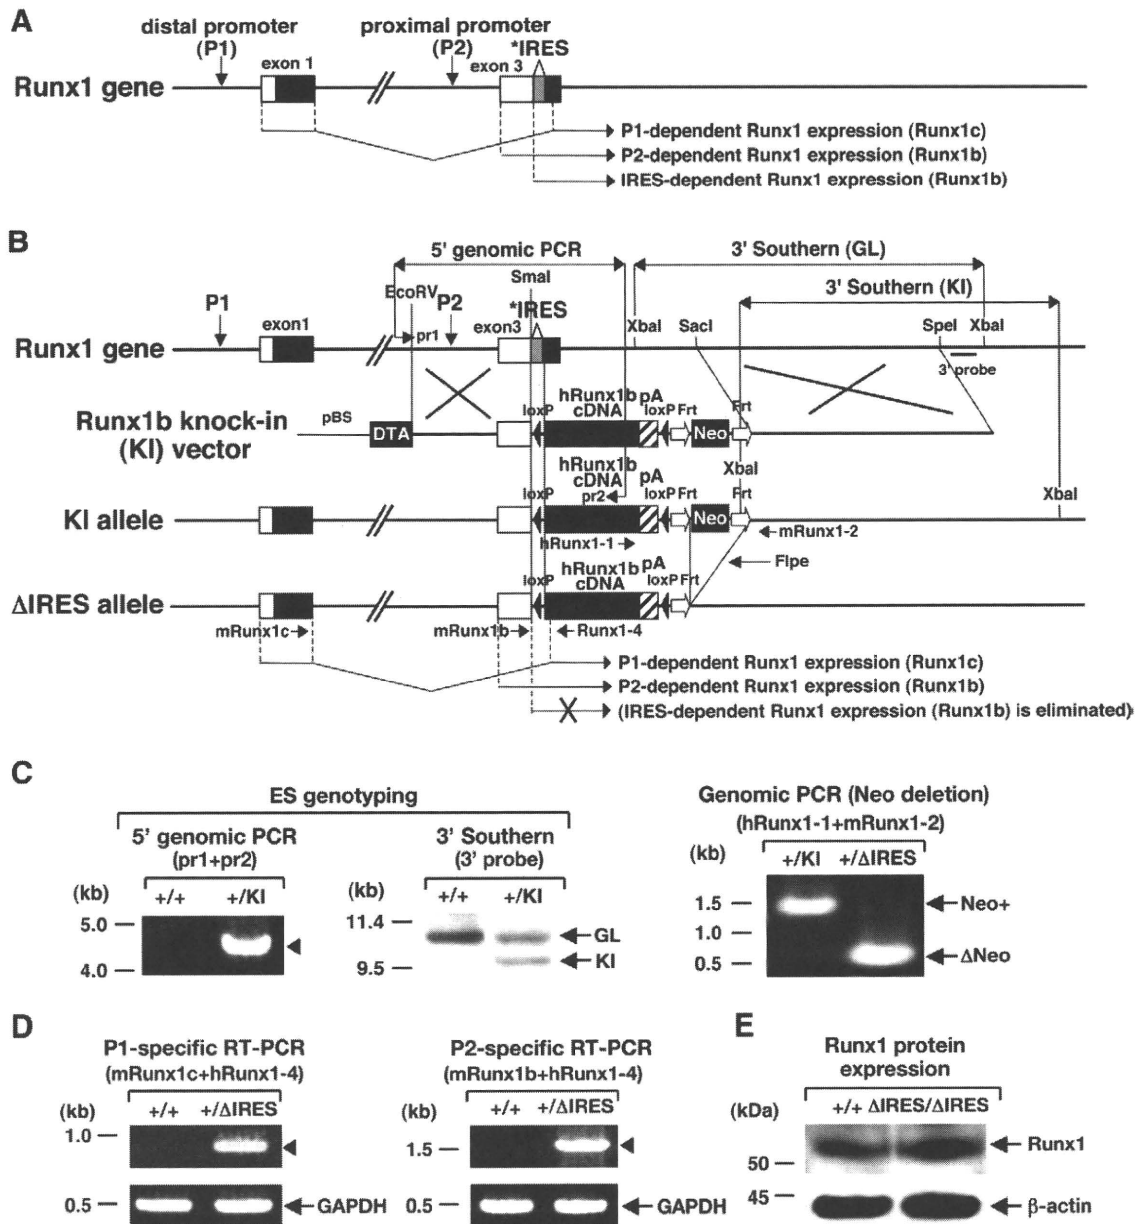 A
distal promoter
(P1)
proximal promoter
(P2)
*IRES
exon 1
exon 3
Runx1 gene
P1-dependent Runx1 expression (Runx1c)
P2-dependent Runx1 expression (Runx1b)
IRES-dependent Runx1 expression (Runx1b)
B
5' genomic PCR
3' Southern (GL)
SmaI
3' Southern (KI)
EcoRV
P1
P2
*IRES
exon1
pr1
exon3
XbaI
SacI
SpeI
XbaI
Runx1 gene
3' probe
hRunx1b
cDNA
pA
loxP
loxP
Frt
Frt
pBS
Runx1b knock-in
(KI) vector
DTA
Neo
hRunx1b
cDNA
pA
XbaI
loxP
pr2
loxP
Frt
Frt
XbaI
KI allele
Neo
mRunx1-2
hRunx1-1
hRunx1b
cDNA
pA
Flpe
loxP
loxP
Frt
ΔIRES allele
mRunx1c
mRunx1b
Runx1-4
P1-dependent Runx1 expression (Runx1c)
P2-dependent Runx1 expression (Runx1b)
(IRES-dependent Runx1 expression (Runx1b) is eliminated)
C
ES genotyping
5' genomic PCR
(pr1+pr2)
(kb)
+/+
+/KI
5.0
4.0
3' Southern
(3' probe)
(kb)
+/+
+/KI
11.4
9.5
GL
KI
Genomic PCR (Neo deletion)
(hRunx1-1+mRunx1-2)
(kb)
+/KI
+/ΔIRES
1.5
1.0
0.5
Neo+
ΔNeo
D
P1-specific RT-PCR
(mRunx1c+hRunx1-4)
(kb)
+/+
+/ΔIRES
1.0
0.5
GAPDH
P2-specific RT-PCR
(mRunx1b+hRunx1-4)
(kb)
+/+
+/ΔIRES
1.5
0.5
GAPDH
E
Runx1 protein
expression
(kDa)
+/+
ΔIRES/ΔIRES
50
45
Runx1
β-actin